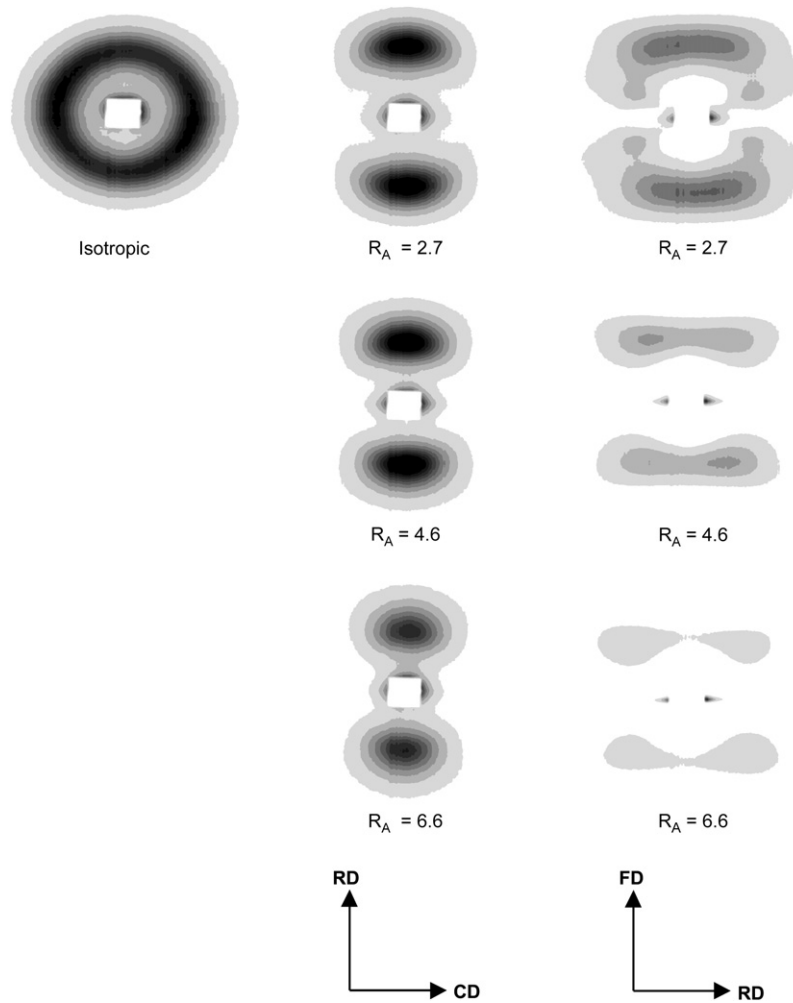 Isotropic
R_A = 2.7
R_A = 2.7
R_A = 4.6
R_A = 4.6
R_A = 6.6
R_A = 6.6
RD
CD
FD
RD